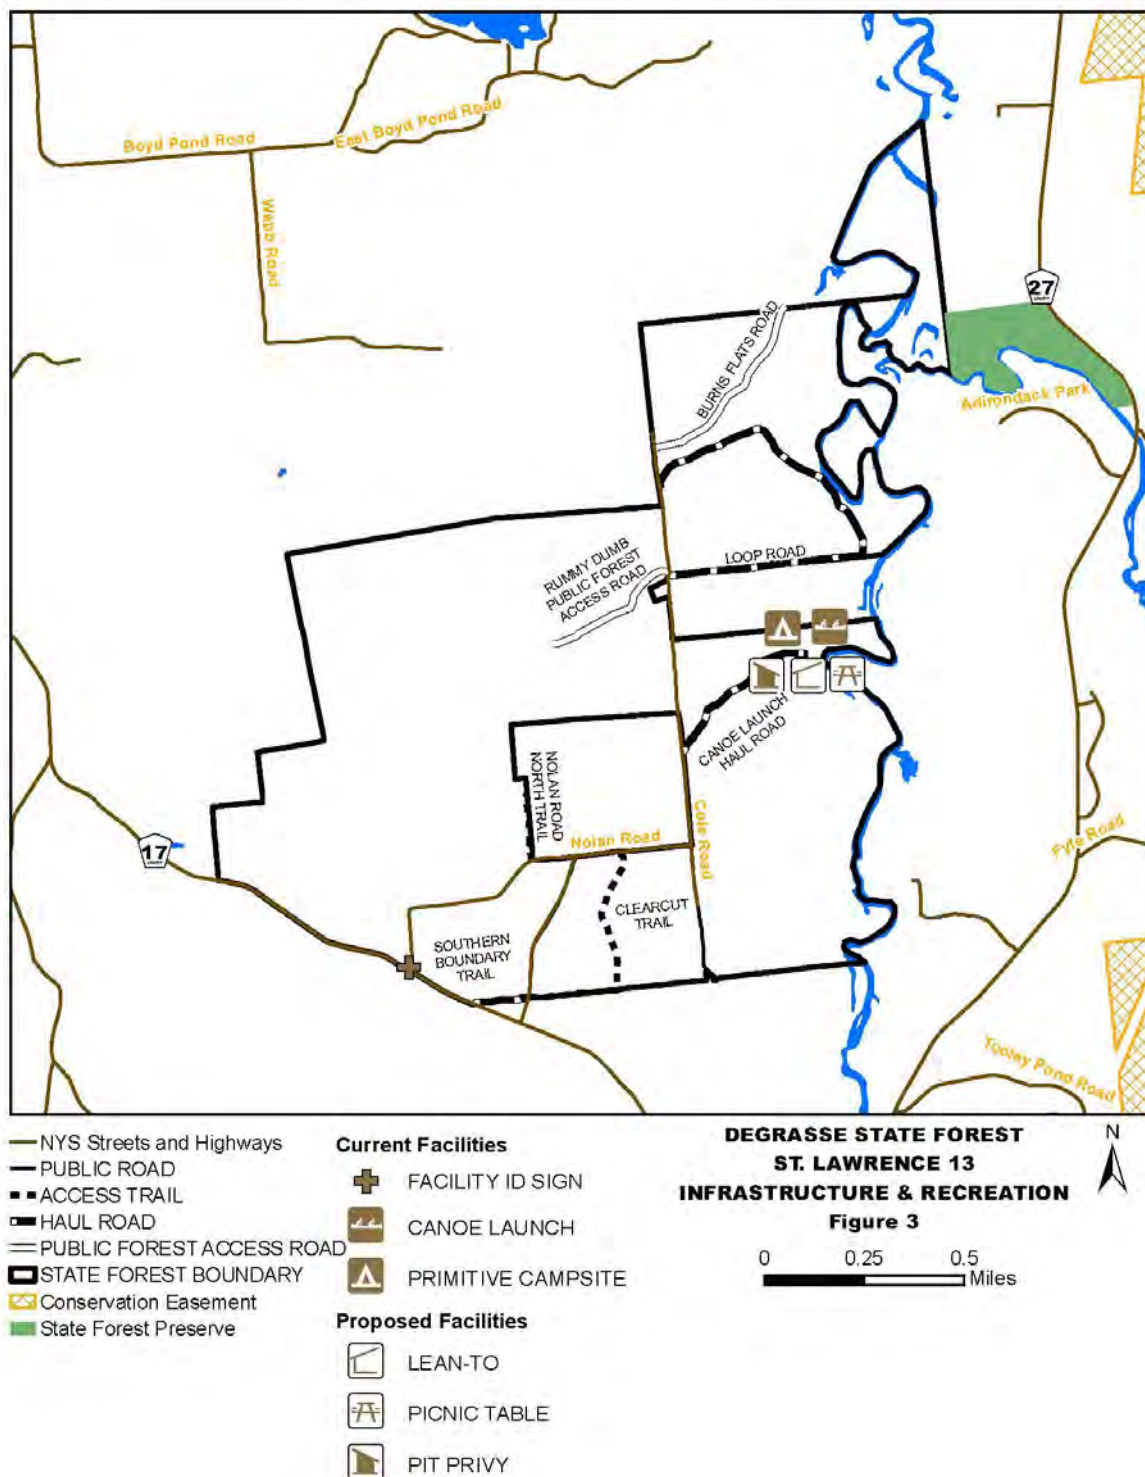 Boyd Pond Road
East Boyd Pond Road
Webb Road
27
COUNTY
Adirondack Park
BURNS FLATS ROAD
LOOP ROAD
RUMMY DUMB
PUBLIC FOREST
ACCESS ROAD
CANOE LAUNCH
HAUL ROAD
NOLAN ROAD
NORTH TRAIL
Nolan Road
Cole Road
17
COUNTY
Fyfe Road
CLEARCUT
TRAIL
SOUTHERN
BOUNDARY
TRAIL
Tooley Pond Road
NYS Streets and Highways
PUBLIC ROAD
ACCESS TRAIL
HAUL ROAD
PUBLIC FOREST ACCESS ROAD
STATE FOREST BOUNDARY
Conservation Easement
State Forest Preserve
Current Facilities
FACILITY ID SIGN
CANOE LAUNCH
PRIMITIVE CAMPSITE
Proposed Facilities
LEAN-TO
PICNIC TABLE
PIT PRIVY
DEGRASSE STATE FOREST
ST. LAWRENCE 13
INFRASTRUCTURE & RECREATION
Figure 3
N
0 0.25 0.5
Miles